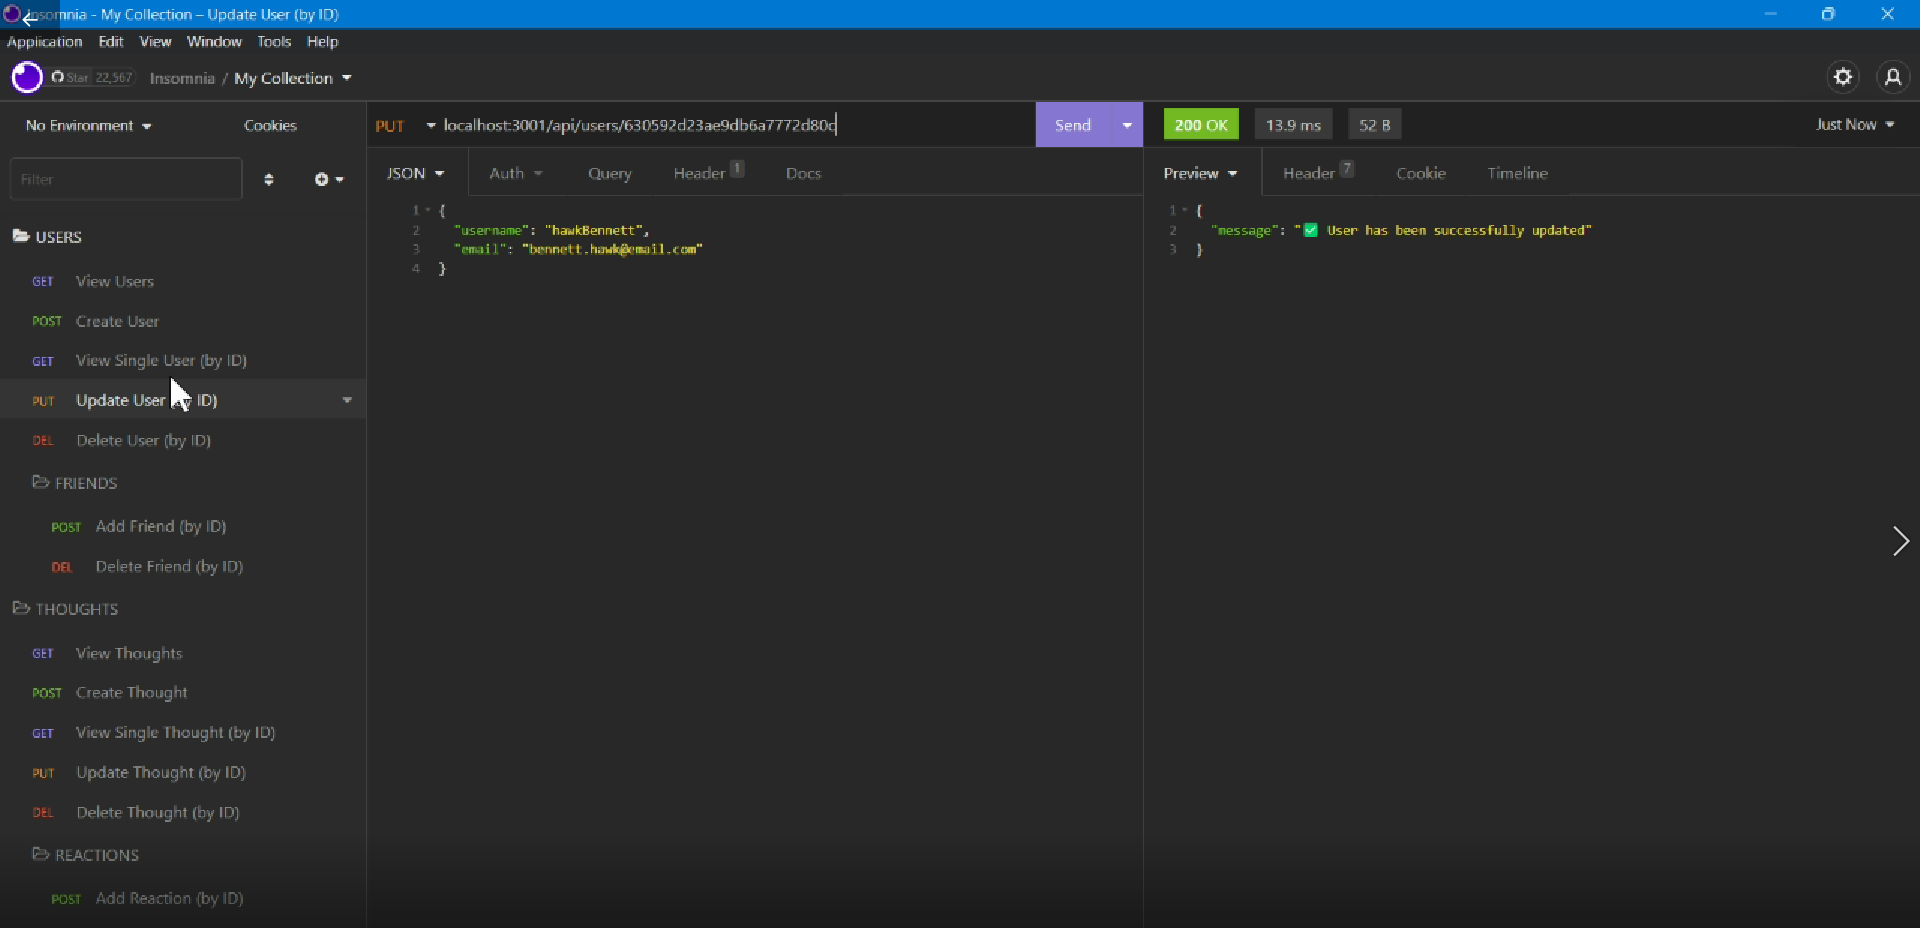 Insomnia - My Collection – Update User (by ID)
Application Edit View Window Tools Help
Star 22,567 Insomnia / My Collection
No Environment Cookies
Filter
USERS
GET View Users
POST Create User
GET View Single User (by ID)
PUT Update User ID)
DEL Delete User (by ID)
FRIENDS
POST Add Friend (by ID)
DEL Delete Friend (by ID)
THOUGHTS
GET View Thoughts
POST Create Thought
GET View Single Thought (by ID)
PUT Update Thought (by ID)
DEL Delete Thought (by ID)
REACTIONS
POST Add Reaction (by ID)
PUT localhost:3001/api/users/630592d23ae9db6a7772d80c Send
JSON Auth Query Header 1 Docs
1 {
2 "username": "hawkBennett",
3 "email": "bennett.hawk@email.com"
4 }
200 OK 13.9 ms 52 B Just Now
Preview Header 7 Cookie Timeline
1 {
2 "message": "✅ User has been successfully updated"
3 }